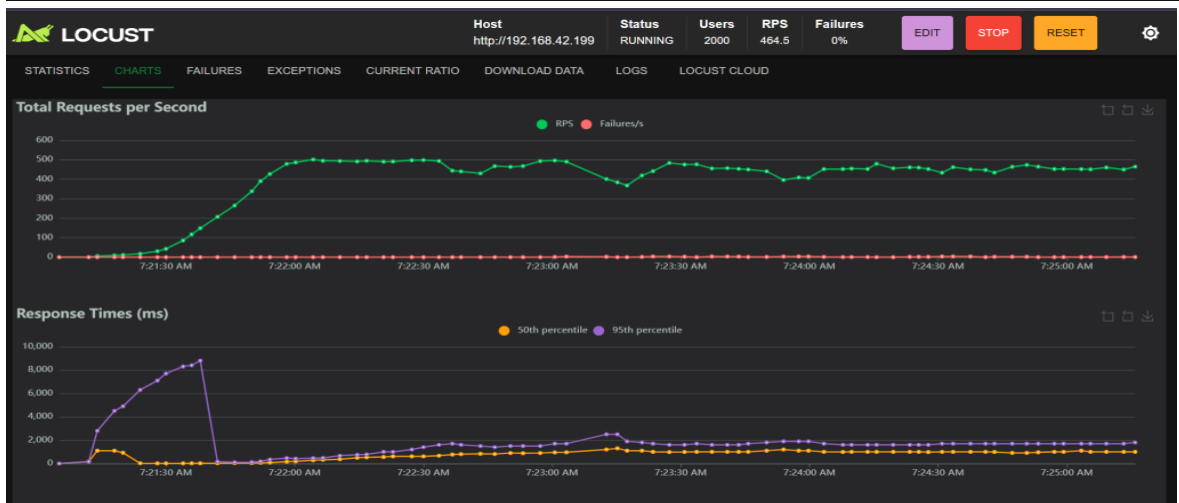 LOCUST
Host
http://192.168.42.199
Status
RUNNING
Users
2000
RPS
464.5
Failures
0%
EDIT
STOP
RESET
STATISTICS CHARTS FAILURES EXCEPTIONS CURRENT RATIO DOWNLOAD DATA LOGS LOCUST CLOUD
Total Requests per Second
RPS Failures/s
600
500
400
300
200
100
0
7:21:30 AM 7:22:00 AM 7:22:30 AM 7:23:00 AM 7:23:30 AM 7:24:00 AM 7:24:30 AM 7:25:00 AM
Response Times (ms)
50th percentile 95th percentile
10,000
8,000
6,000
4,000
2,000
0
7:21:30 AM 7:22:00 AM 7:22:30 AM 7:23:00 AM 7:23:30 AM 7:24:00 AM 7:24:30 AM 7:25:00 AM